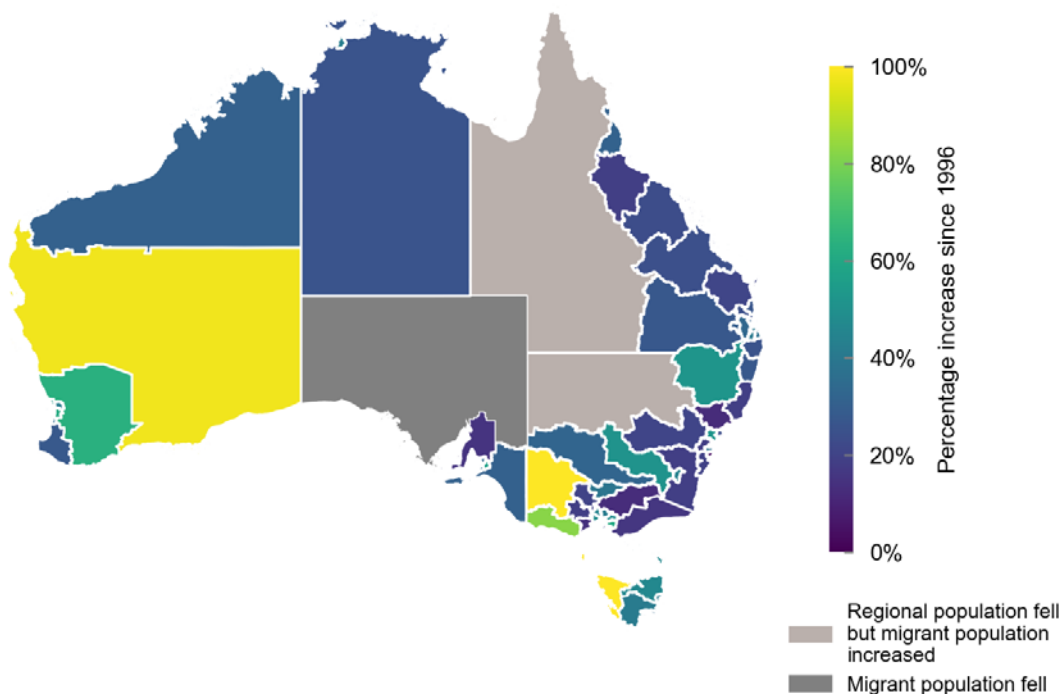 100%
80%
60%
40%
20%
0%
Percentage increase since 1996
Regional population fell
but migrant population
increased
Migrant population fell